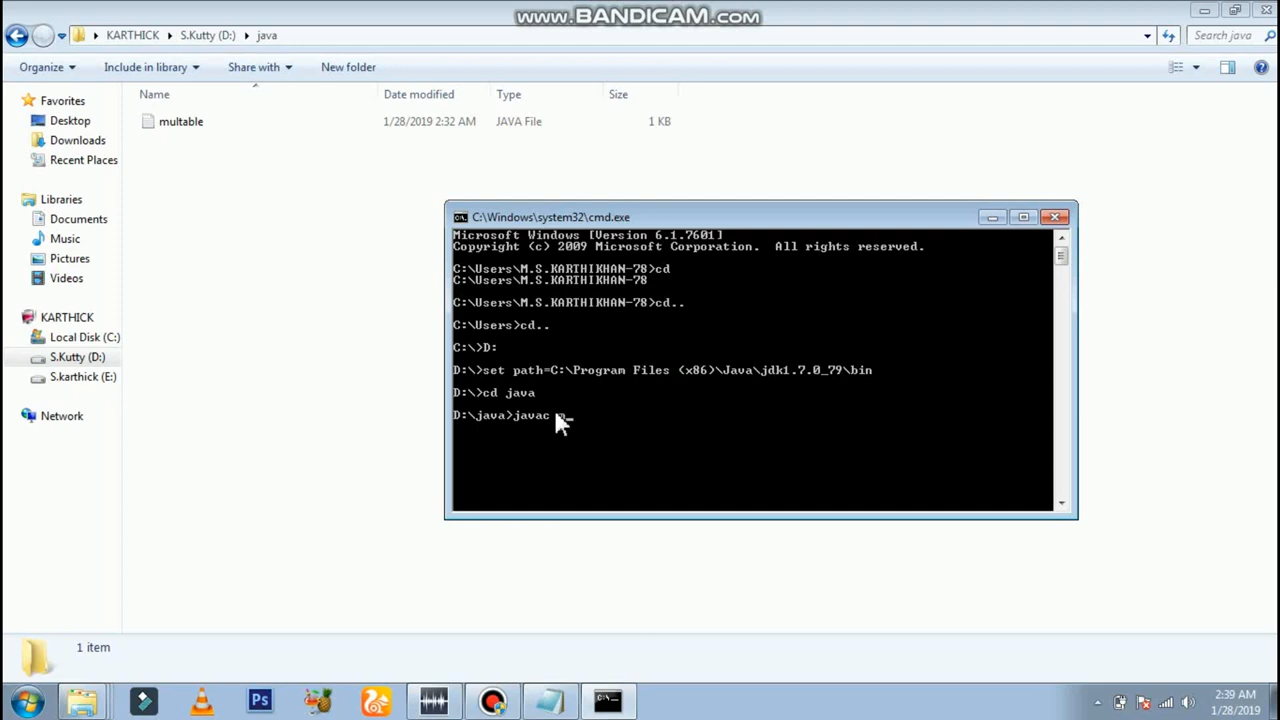 www.BANDICAM.com
KARTHICK
S.Kutty (D:)
java
Search java
Organize
Include in library
Share with
New folder
Name
Date modified
Type
Size
multable
1/28/2019 2:32 AM
JAVA File
1 KB
Favorites
Desktop
Downloads
Recent Places
Libraries
Documents
Music
Pictures
Videos
KARTHICK
Local Disk (C:)
S.Kutty (D:)
S.karthick (E:)
Network
C:\Windows\system32\cmd.exe
Microsoft Windows [Version 6.1.7601]
Copyright (c) 2009 Microsoft Corporation.  All rights reserved.
C:\Users\M.S.KARTHIKHAN-78>cd
C:\Users\M.S.KARTHIKHAN-78
C:\Users\M.S.KARTHIKHAN-78>cd..
C:\Users>cd..
C:\>D:
D:\>set path=C:\Program Files (x86)\Java\jdk1.7.0_79\bin
D:\>cd java
D:\java>javac
1 item
Ps
2:39 AM
1/28/2019